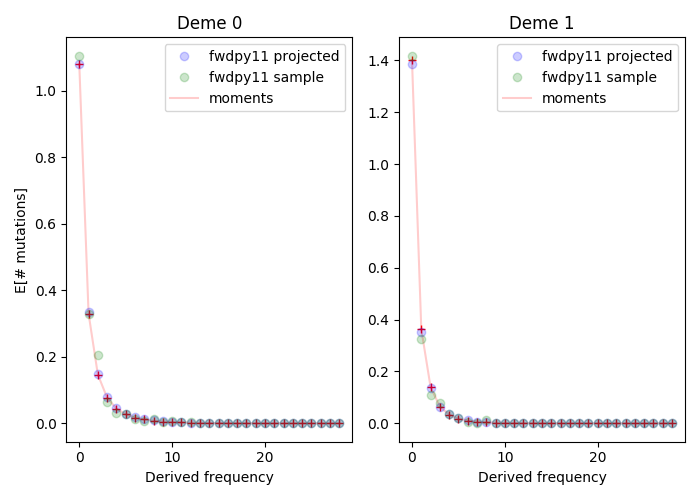 Deme 0
fwdpy11 projected
fwdpy11 sample
moments
E[# mutations]
1.0
0.8
0.6
0.4
0.2
0.0
0
10
20
Derived frequency
Deme 1
fwdpy11 projected
fwdpy11 sample
moments
1.4
1.2
1.0
0.8
0.6
0.4
0.2
0.0
0
10
20
Derived frequency